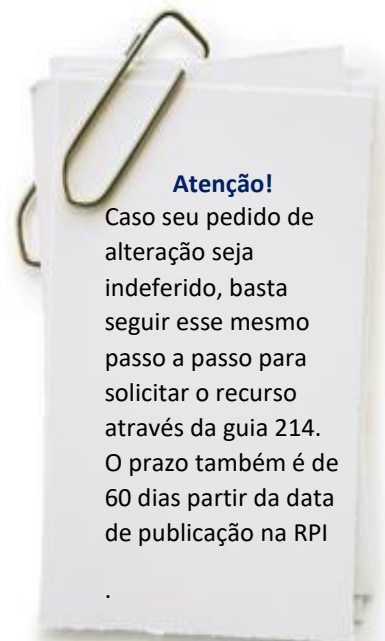 Atenção!
Caso seu pedido de
alteração seja
indeferido, basta
seguir esse mesmo
passo a passo para
solicitar o recurso
através da guia 214.
O prazo também é de
60 dias partir da data
de publicação na RPI
.